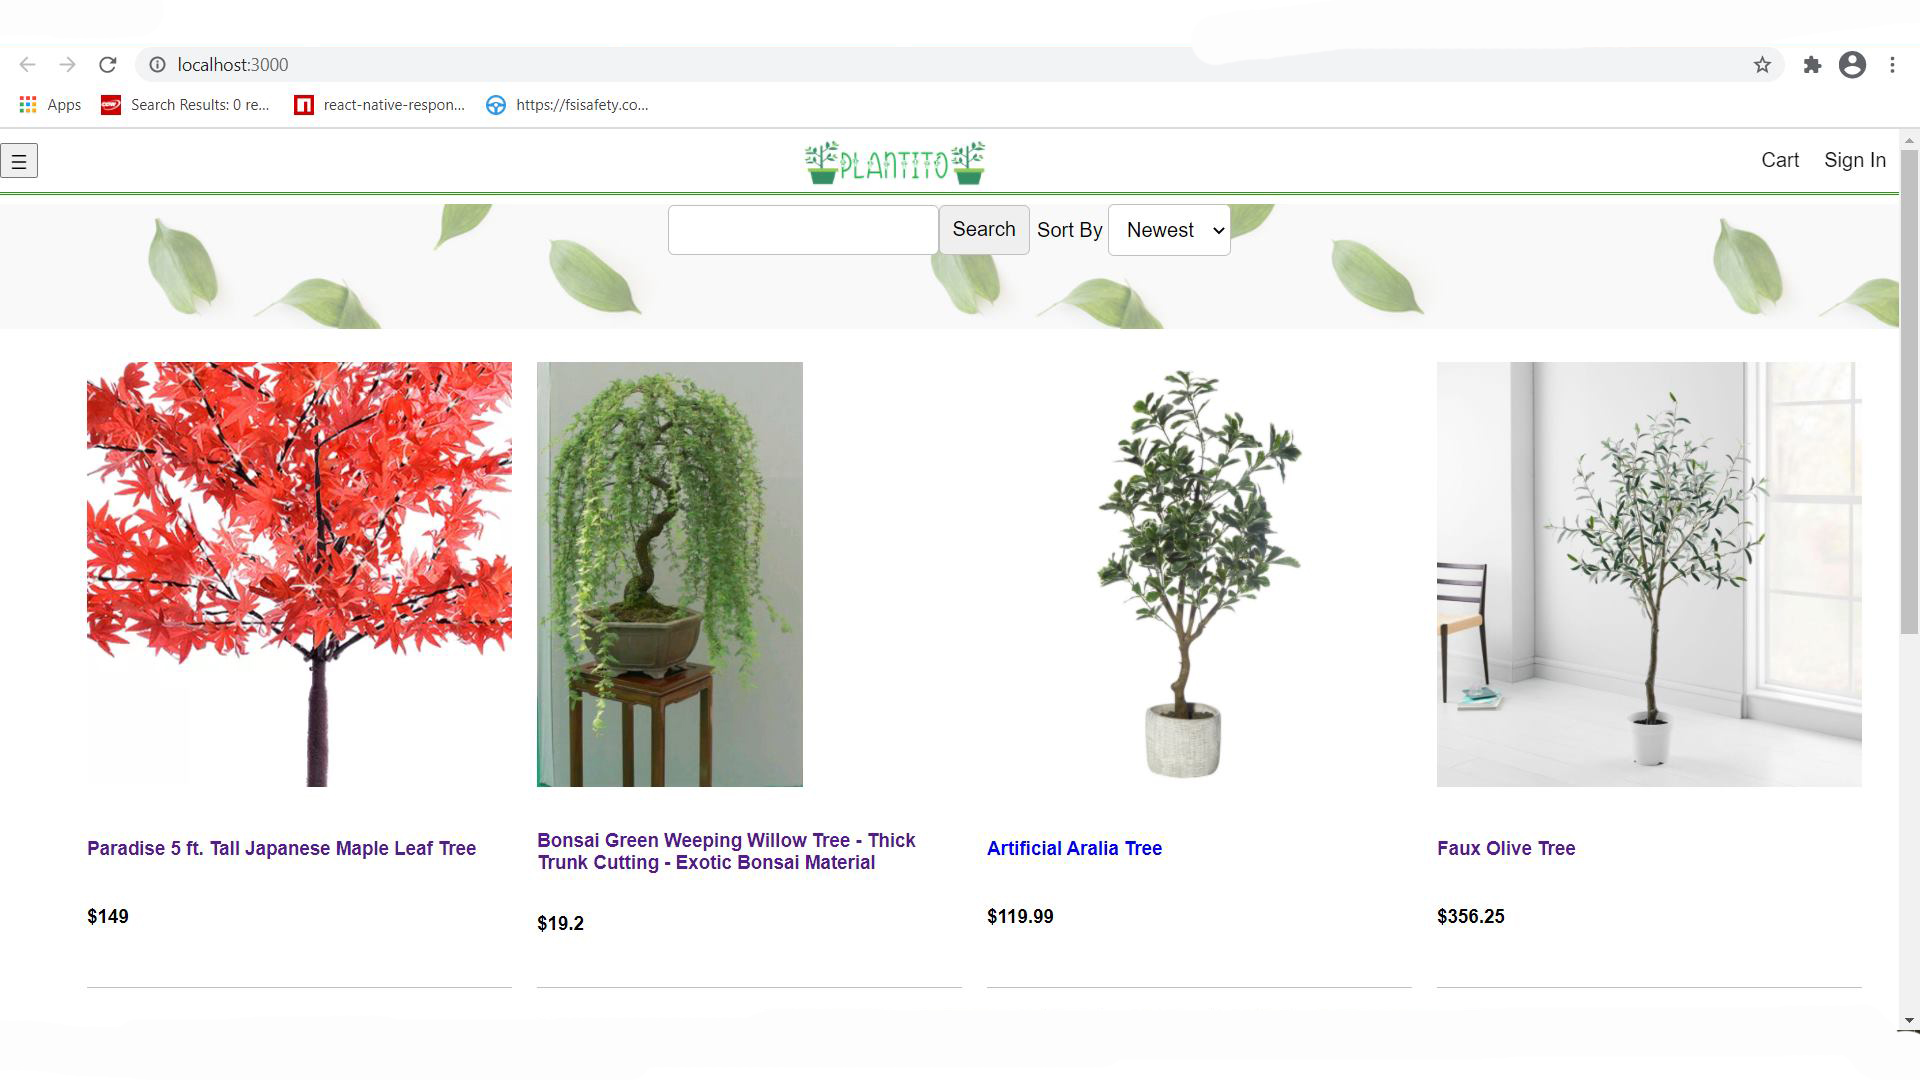 localhost:3000
Apps
Search Results: 0 re...
react-native-respon...
https://fsisafety.co...
☰
PLANTITO
Cart
Sign In
Search
Sort By
Newest
Paradise 5 ft. Tall Japanese Maple Leaf Tree
$149
Bonsai Green Weeping Willow Tree - Thick
Trunk Cutting - Exotic Bonsai Material
$19.2
Artificial Aralia Tree
$119.99
Faux Olive Tree
$356.25